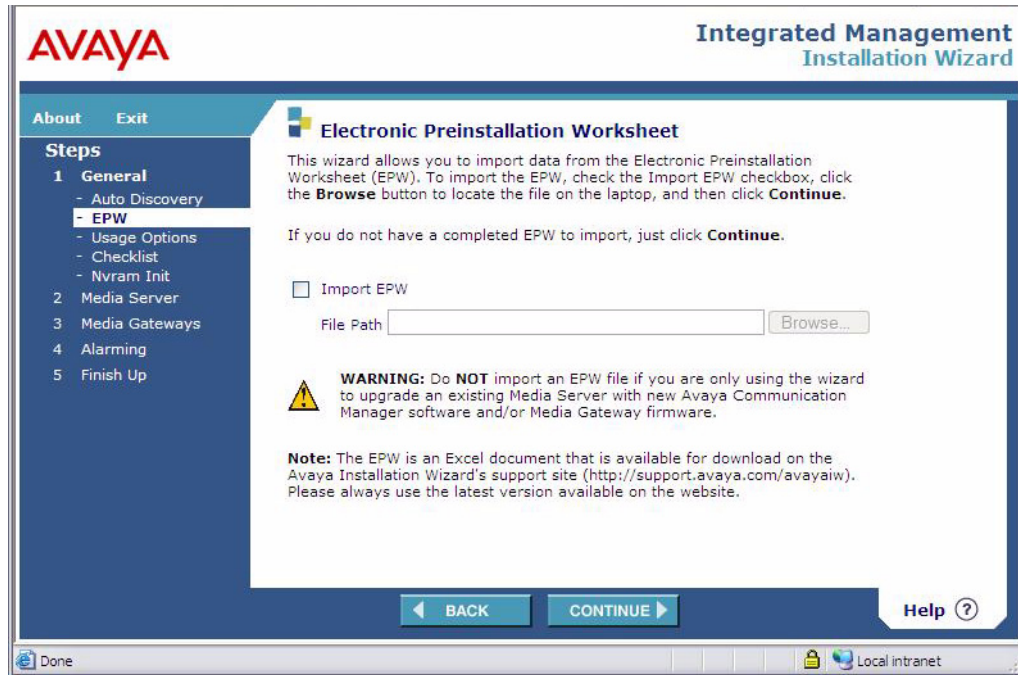 AVAYA
Integrated Management
Installation Wizard
About Exit
Steps
1 General
- Auto Discovery
- EPW
- Usage Options
- Checklist
- Nvram Init
2 Media Server
3 Media Gateways
4 Alarming
5 Finish Up
Electronic Preinstallation Worksheet
This wizard allows you to import data from the Electronic Preinstallation
Worksheet (EPW). To import the EPW, check the Import EPW checkbox, click
the Browse button to locate the file on the laptop, and then click Continue.
If you do not have a completed EPW to import, just click Continue.
Import EPW
File Path Browse...
WARNING: Do NOT import an EPW file if you are only using the wizard
to upgrade an existing Media Server with new Avaya Communication
Manager software and/or Media Gateway firmware.
Note: The EPW is an Excel document that is available for download on the
Avaya Installation Wizard's support site (http://support.avaya.com/avayaiw).
Please always use the latest version available on the website.
BACK CONTINUE
Help ?
Done Local intranet